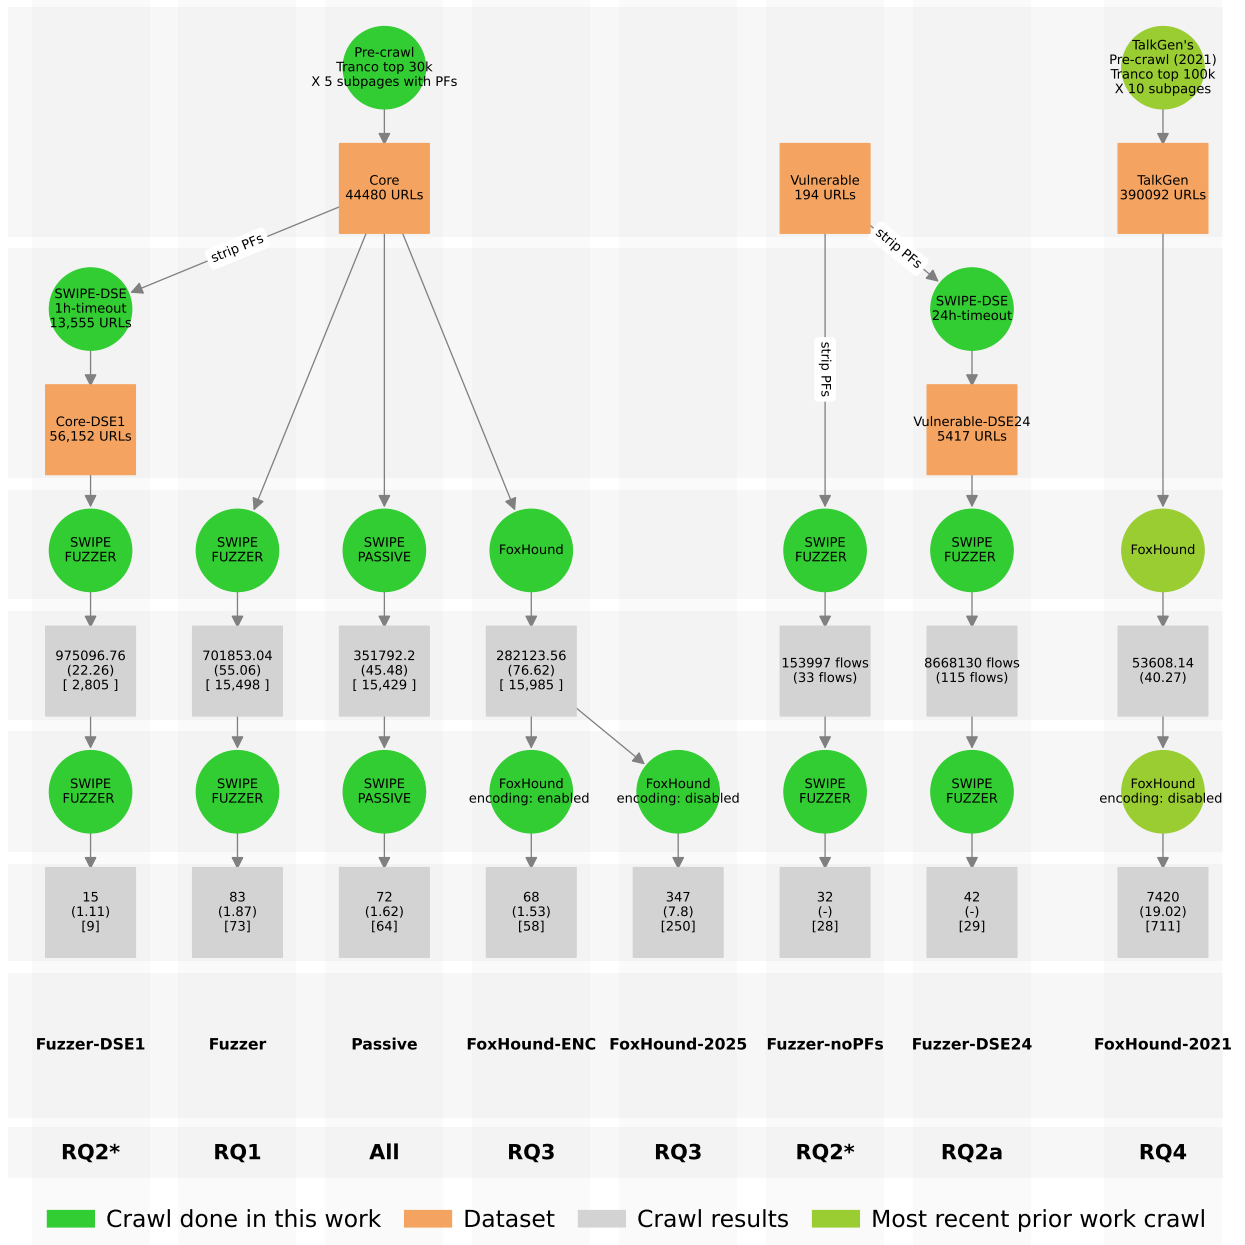 Pre-crawl
Tranco top 30k
X 5 subpages with PFs
TalkGen's
Pre-crawl (2021)
Tranco top 100k
X 10 subpages
Core
44480 URLs
Vulnerable
194 URLs
TalkGen
390092 URLs
strip PFs
strip PFs
SWIPE-DSE
1h-timeout
13,555 URLs
SWIPE-DSE
24h-timeout
strip PFs
Core-DSE1
56,152 URLs
Vulnerable-DSE24
5417 URLs
SWIPE
FUZZER
SWIPE
FUZZER
SWIPE
PASSIVE
FoxHound
SWIPE
FUZZER
SWIPE
FUZZER
FoxHound
975096.76
(22.26)
[ 2,805 ]
701853.04
(55.06)
[ 15,498 ]
351792.2
(45.48)
[ 15,429 ]
282123.56
(76.62)
[ 15,985 ]
153997 flows
(33 flows)
8668130 flows
(115 flows)
53608.14
(40.27)
SWIPE
FUZZER
SWIPE
FUZZER
SWIPE
PASSIVE
FoxHound
encoding: enabled
FoxHound
encoding: disabled
SWIPE
FUZZER
SWIPE
FUZZER
FoxHound
encoding: disabled
15
(1.11)
[9]
83
(1.87)
[73]
72
(1.62)
[64]
68
(1.53)
[58]
347
(7.8)
[250]
32
(-)
[28]
42
(-)
[29]
7420
(19.02)
[711]
Fuzzer-DSE1
Fuzzer
Passive
FoxHound-ENC
FoxHound-2025
Fuzzer-noPFs
Fuzzer-DSE24
FoxHound-2021
RQ2*
RQ1
All
RQ3
RQ3
RQ2*
RQ2a
RQ4
Crawl done in this work
Dataset
Crawl results
Most recent prior work crawl